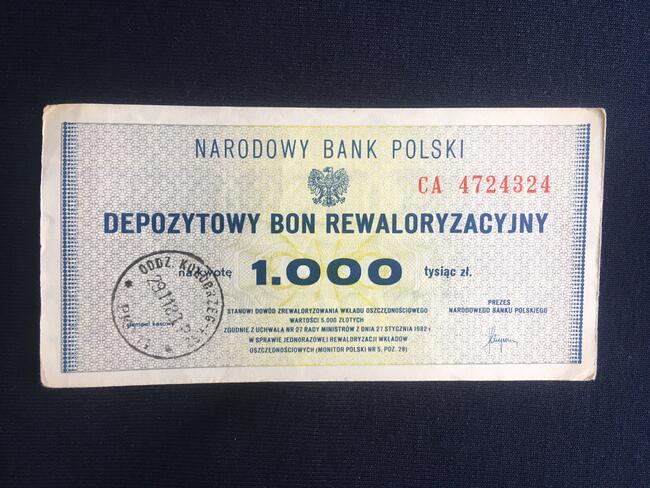 NARODOWY BANK POLSKI
CA 4724324
DEPOZYTOWY BON REWALORYZACYJNY
na kwotę 1.000 tysiąc zł.
STANOWI DOWÓD ZREWALORYZOWANIA WKŁADU OSZCZĘDNOŚCIOWEGO
WARTOŚCI 5.000 ZŁOTYCH
ZGODNIE Z UCHWAŁĄ NR 27 RADY MINISTRÓW Z DNIA 27 STYCZNIA 1982 r.
W SPRAWIE JEDNORAZOWEJ REWALORYZACJI WKŁADÓW
OSZCZĘDNOŚCIOWYCH (MONITOR POLSKI NR 5, POZ. 28)
PREZES
NARODOWEGO BANKU POLSKIEGO
stempel kasowy
ODDZ. KOŁOBRZEG